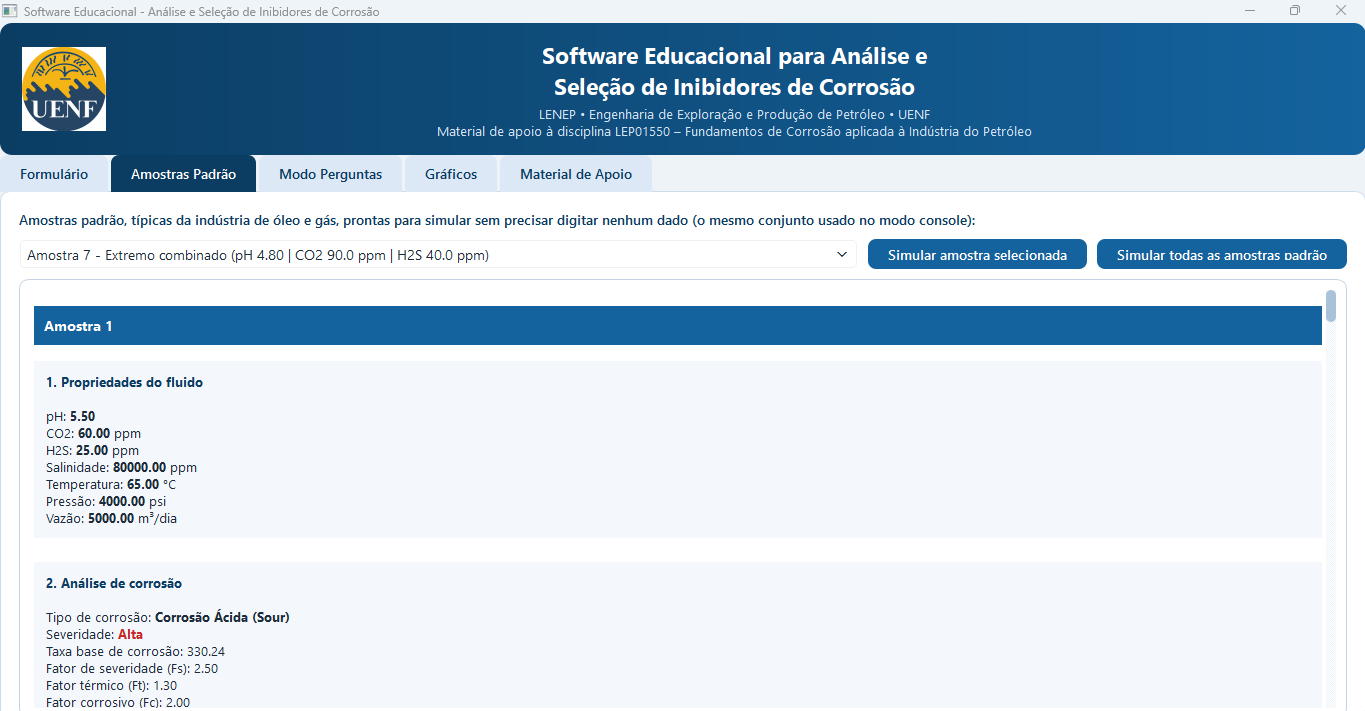 Software Educacional - Análise e Seleção de Inibidores de Corrosão
UENF
Software Educacional para Análise e
Seleção de Inibidores de Corrosão
LENEP • Engenharia de Exploração e Produção de Petróleo • UENF
Material de apoio à disciplina LEP01550 – Fundamentos de Corrosão aplicada à Indústria do Petróleo
Formulário
Amostras Padrão
Modo Perguntas
Gráficos
Material de Apoio
Amostras padrão, típicas da indústria de óleo e gás, prontas para simular sem precisar digitar nenhum dado (o mesmo conjunto usado no modo console):
Amostra 7 - Extremo combinado (pH 4.80 | CO2 90.0 ppm | H2S 40.0 ppm)
Simular amostra selecionada
Simular todas as amostras padrão
Amostra 1
1. Propriedades do fluido
pH: 5.50
CO2: 60.00 ppm
H2S: 25.00 ppm
Salinidade: 80000.00 ppm
Temperatura: 65.00 °C
Pressão: 4000.00 psi
Vazão: 5000.00 m³/dia
2. Análise de corrosão
Tipo de corrosão: Corrosão Ácida (Sour)
Severidade: Alta
Taxa base de corrosão: 330.24
Fator de severidade (Fs): 2.50
Fator térmico (Ft): 1.30
Fator corrosivo (Fc): 2.00